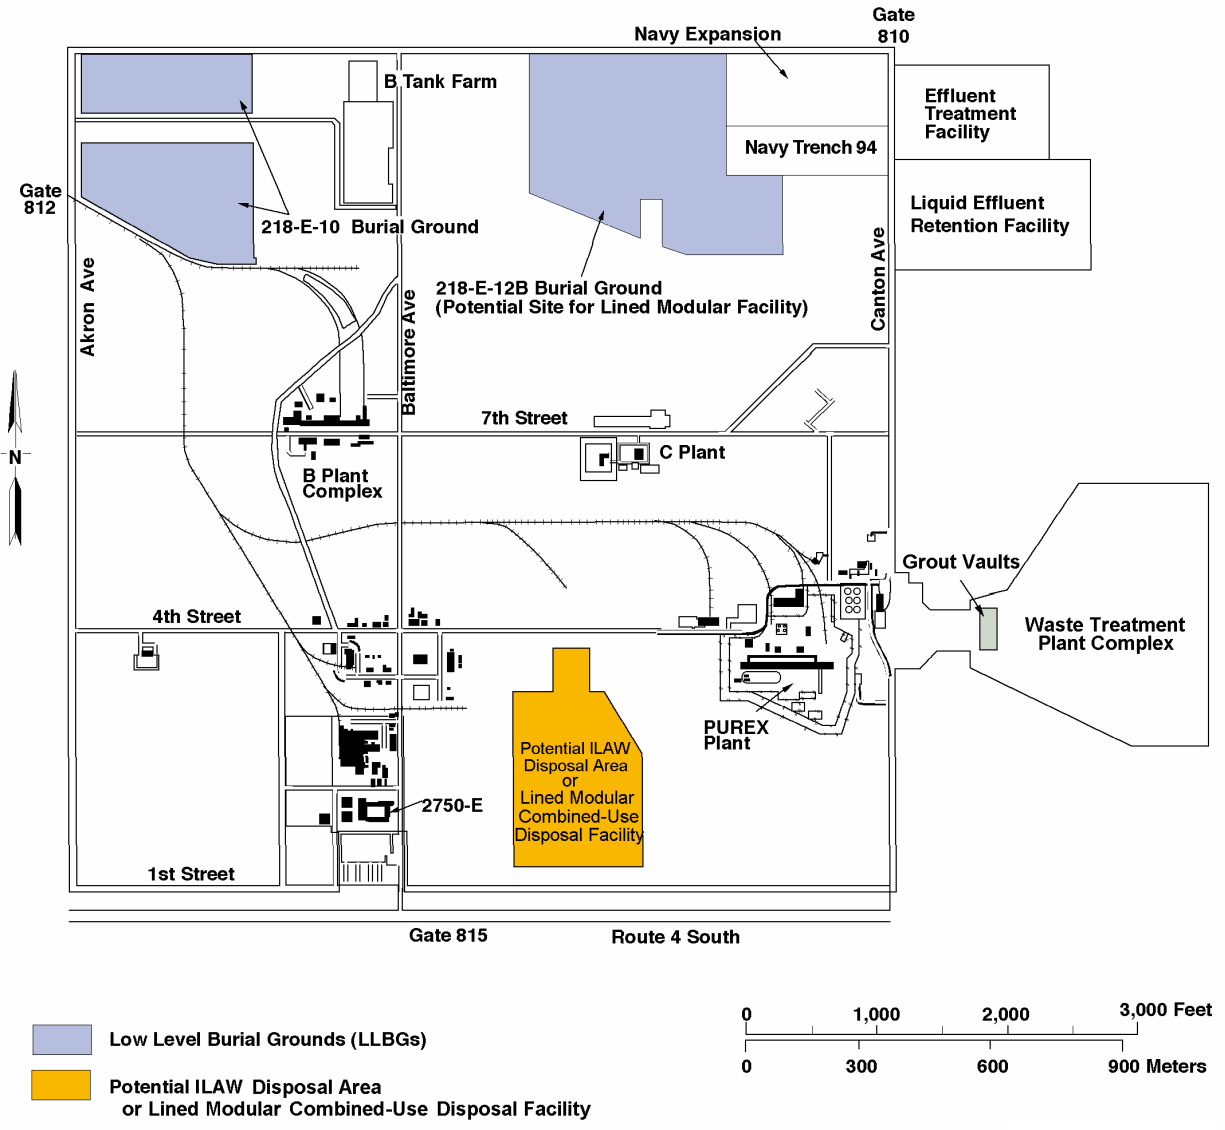 Gate
810
Navy Expansion
B Tank Farm
Effluent
Treatment
Facility
Navy Trench 94
Gate
812
Liquid Effluent
Retention Facility
218-E-10 Burial Ground
Akron Ave
Baltimore Ave
Canton Ave
218-E-12B Burial Ground
(Potential Site for Lined Modular Facility)
7th Street
N
C Plant
B Plant
Complex
Grout Vaults
4th Street
Waste Treatment
Plant Complex
PUREX
Plant
Potential ILAW
Disposal Area
or
Lined Modular
Combined-Use
Disposal Facility
2750-E
1st Street
Gate 815
Route 4 South
0 1,000 2,000 3,000 Feet
0 300 600 900 Meters
Low Level Burial Grounds (LLBGs)
Potential ILAW Disposal Area
or Lined Modular Combined-Use Disposal Facility